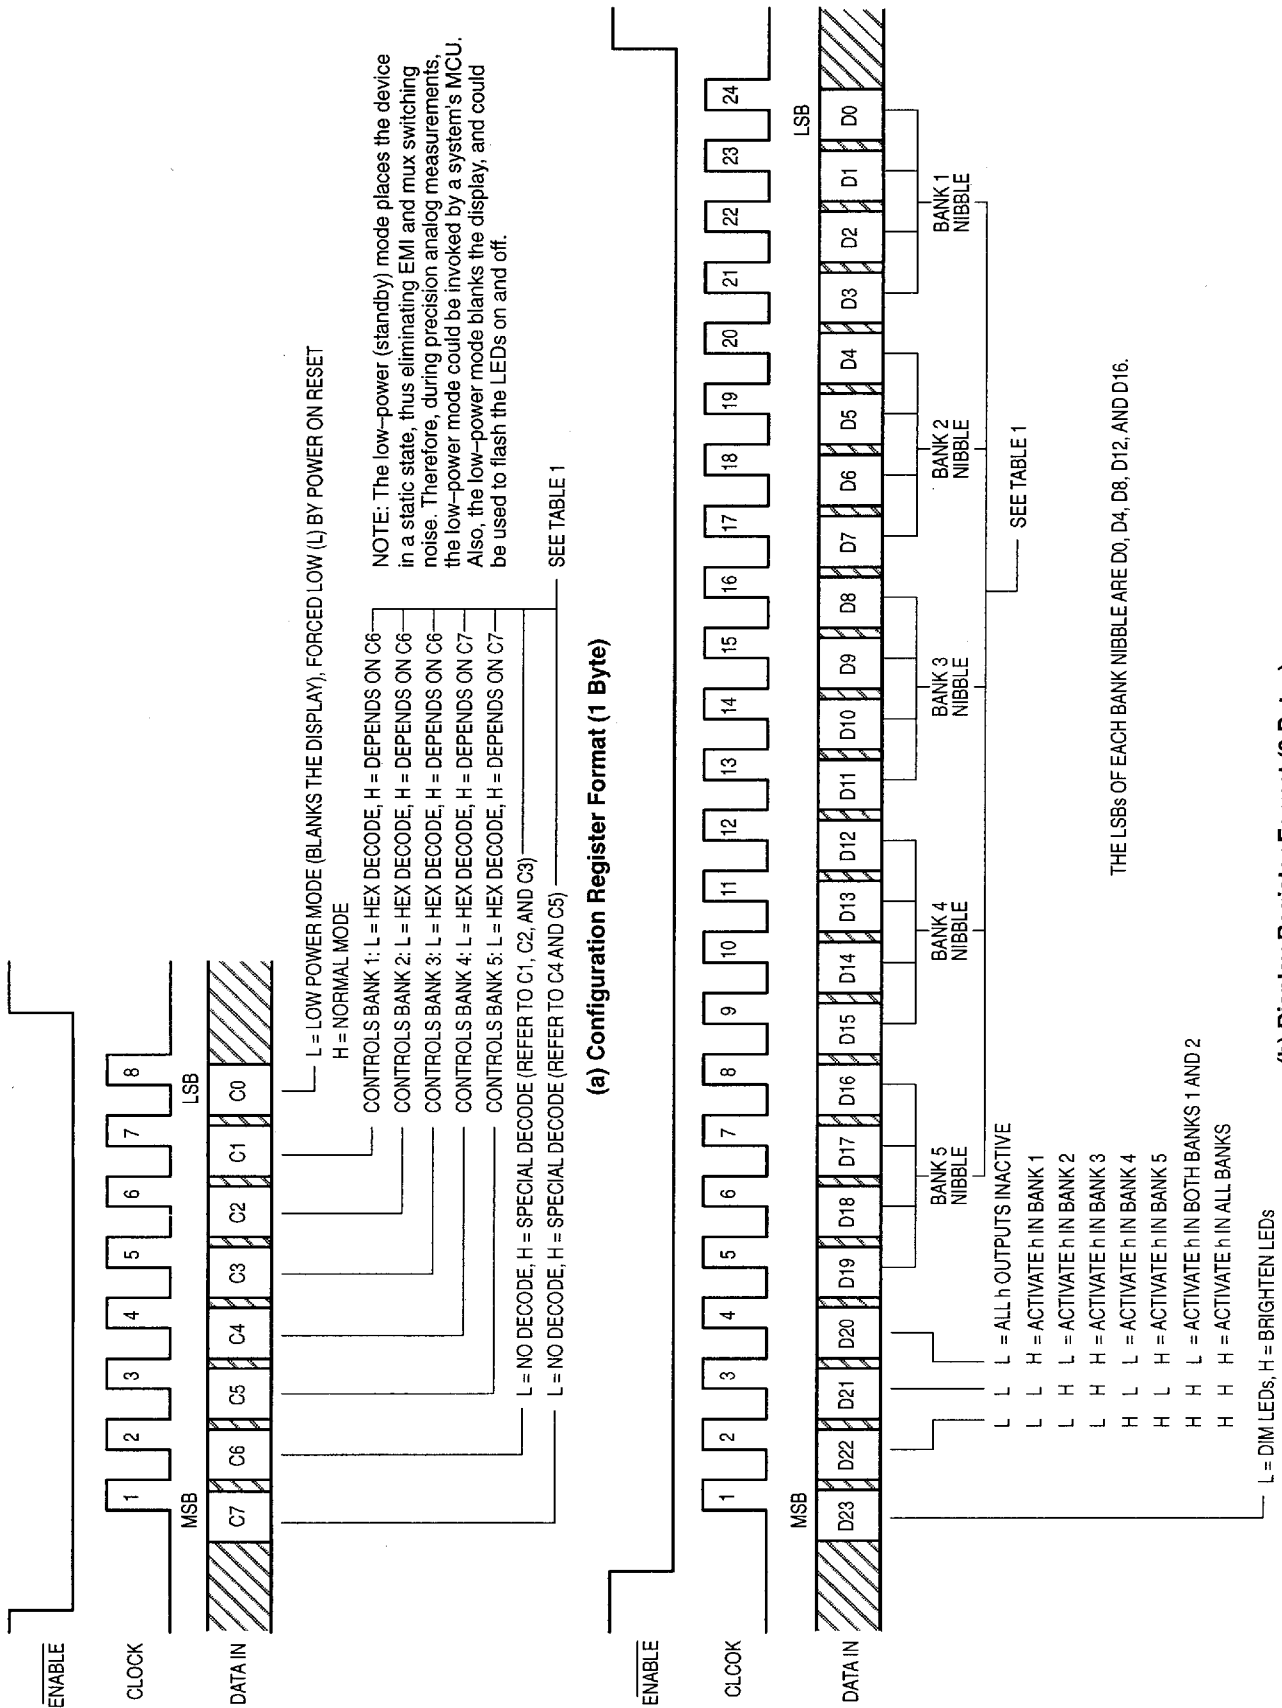 ENABLE
CLOCK
1 2 3 4 5 6 7 8
MSB LSB
DATA IN
C7 C6 C5 C4 C3 C2 C1 C0
L = LOW POWER MODE (BLANKS THE DISPLAY), FORCED LOW (L) BY POWER ON RESET
H = NORMAL MODE
CONTROLS BANK 1: L = HEX DECODE, H = DEPENDS ON C6
CONTROLS BANK 2: L = HEX DECODE, H = DEPENDS ON C6
CONTROLS BANK 3: L = HEX DECODE, H = DEPENDS ON C6
CONTROLS BANK 4: L = HEX DECODE, H = DEPENDS ON C7
CONTROLS BANK 5: L = HEX DECODE, H = DEPENDS ON C7
L = NO DECODE, H = SPECIAL DECODE (REFER TO C1, C2, AND C3)
L = NO DECODE, H = SPECIAL DECODE (REFER TO C4 AND C5)
SEE TABLE 1
NOTE: The low–power (standby) mode places the device
in a static state, thus eliminating EMI and mux switching
noise. Therefore, during precision analog measurements,
the low–power mode could be invoked by a system's MCU.
Also, the low–power mode blanks the display, and could
be used to flash the LEDs on and off.
(a) Configuration Register Format (1 Byte)
ENABLE
CLCOK
1 2 3 4 5 6 7 8 9 10 11 12 13 14 15 16 17 18 19 20 21 22 23 24
MSB LSB
DATA IN
D23 D22 D21 D20 D19 D18 D17 D16 D15 D14 D13 D12 D11 D10 D9 D8 D7 D6 D5 D4 D3 D2 D1 D0
BANK 5 BANK 4 BANK 3 BANK 2 BANK 1
NIBBLE NIBBLE NIBBLE NIBBLE NIBBLE
SEE TABLE 1
L L L = ALL h OUTPUTS INACTIVE
L L H = ACTIVATE h IN BANK 1
L H L = ACTIVATE h IN BANK 2
L H H = ACTIVATE h IN BANK 3
H L L = ACTIVATE h IN BANK 4
H L H = ACTIVATE h IN BANK 5
H H L = ACTIVATE h IN BOTH BANKS 1 AND 2
H H H = ACTIVATE h IN ALL BANKS
THE LSBs OF EACH BANK NIBBLE ARE D0, D4, D8, D12, AND D16.
L = DIM LEDs, H = BRIGHTEN LEDs